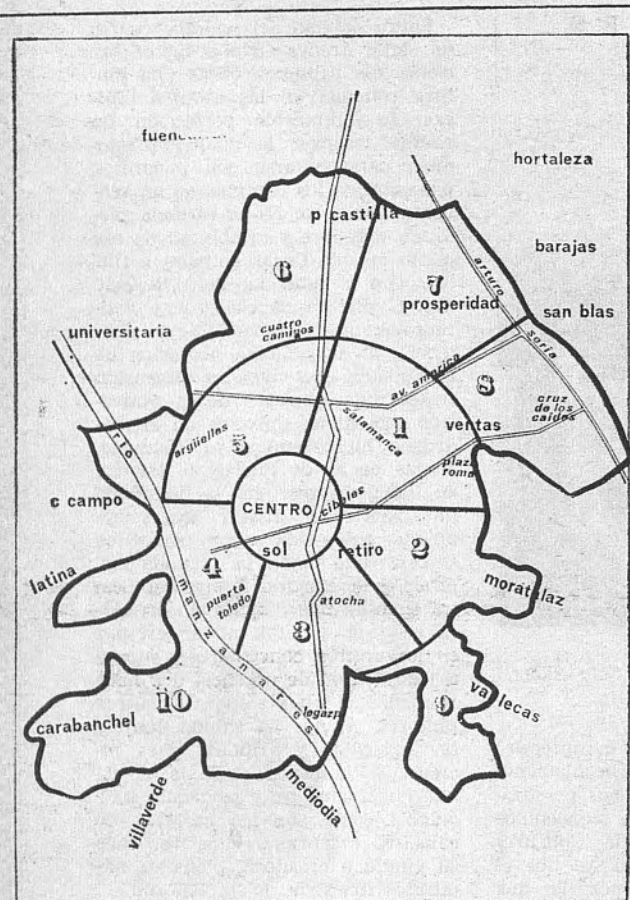 hortaleza
p castilla
barajas
6
7
arturo
soria
prosperidad
san blas
universitaria
cuatro
caminos
av. america
8
cruz
de los
caidos
salamanca
1
ventas
argüelles
5
plaza
roma
rio
manzanares
c campo
CENTRO
cibeles
sol
retiro
2
4
latina
puerta
toledo
atocha
moratalaz
3
10
legazpi
9
vallecas
carabanchel
villaverde
mediodia